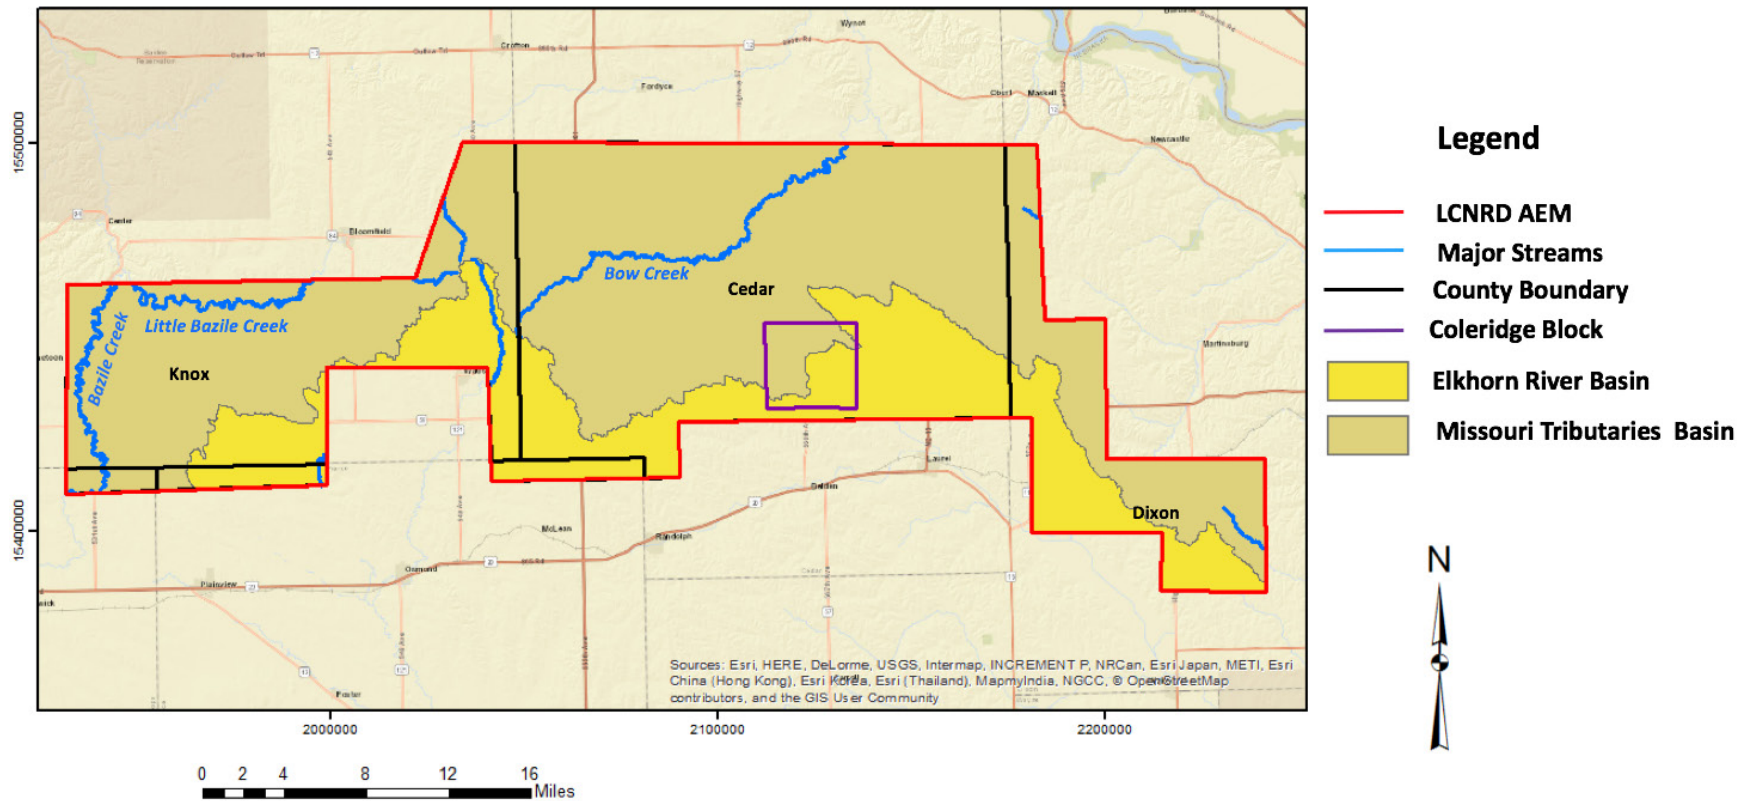 Wynot
Crofton
Fordyce
Obert
Maskell
Newcastle
Center
Bloomfield
Bow Creek
Cedar
Little Bazile Creek
Bazile Creek
Knox
Martinsburg
Laurel
Belden
Dixon
McLean
Randolph
Osmond
Plainview
Foster
Sources: Esri, HERE, DeLorme, USGS, Intermap, INCREMENT P, NRCan, Esri Japan, METI, Esri
China (Hong Kong), Esri Korea, Esri (Thailand), MapmyIndia, NGCC, © OpenStreetMap
contributors, and the GIS User Community
1550000
1540000
2000000
2100000
2200000
0 2 4 8 12 16
Miles
Legend
LCNRD AEM
Major Streams
County Boundary
Coleridge Block
Elkhorn River Basin
Missouri Tributaries Basin
N